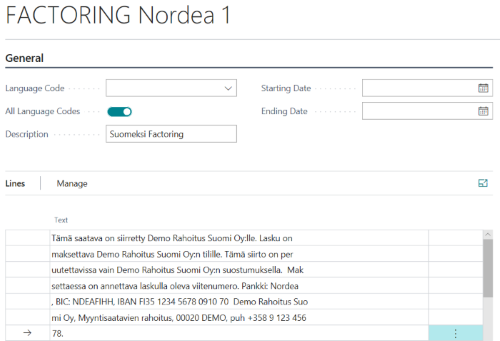 FACTORING Nordea 1
General
Language Code
Starting Date
All Language Codes
Ending Date
Description
Suomeksi Factoring
Lines
Manage
Text
Tämä saatava on siirretty Demo Rahoitus Suomi Oy:lle. Lasku on
maksettava Demo Rahoitus Suomi Oy:n tilille. Tämä siirto on per
uutettavissa vain Demo Rahoitus Suomi Oy:n suostumuksella.  Mak
settaessa on annettava laskulla oleva viitenumero. Pankki: Nordea
, BIC: NDEAFIHH, IBAN FI35 1234 5678 0910 70  Demo Rahoitus Suo
mi Oy, Myyntisaatavien rahoitus, 00020 DEMO, puh +358 9 123 456
78.